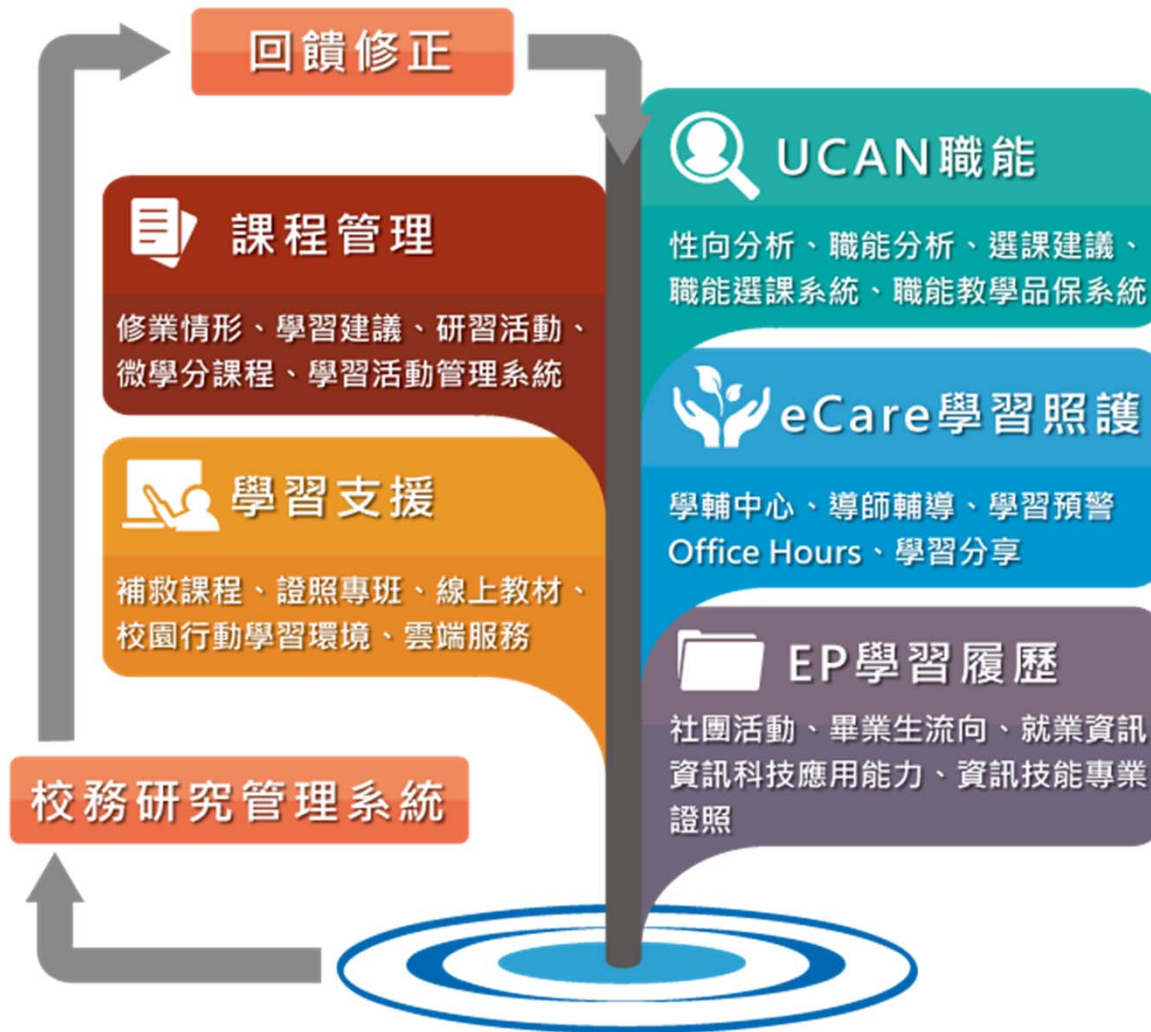 回饋修正
UCAN職能
性向分析、職能分析、選課建議、
職能選課系統、職能教學品保系統
課程管理
修業情形、學習建議、研習活動、
微學分課程、學習活動管理系統
eCare學習照護
學輔中心、導師輔導、學習預警
Office Hours、學習分享
學習支援
補救課程、證照專班、線上教材、
校園行動學習環境、雲端服務
EP學習履歷
社團活動、畢業生流向、就業資訊
資訊科技應用能力、資訊技能專業
證照
校務研究管理系統